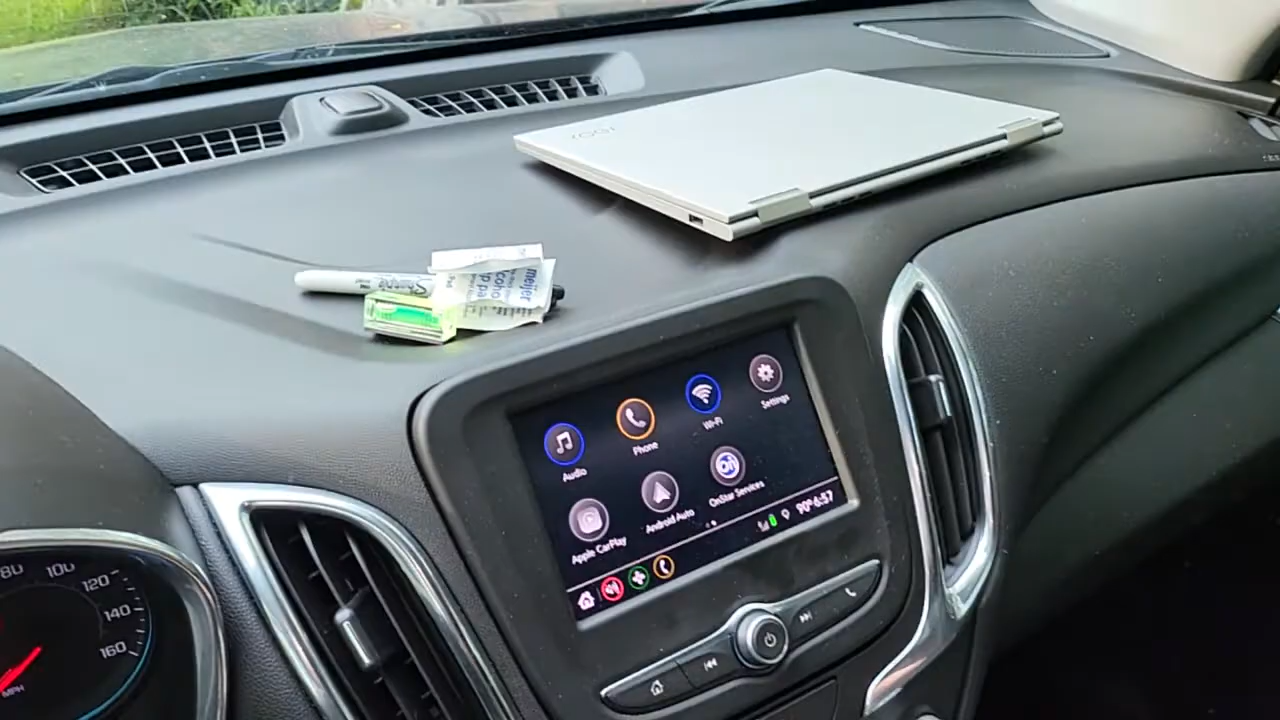 YOGA
Sharpie
meijer
Audio
Phone
Wi-Fi
Settings
Apple CarPlay
Android Auto
OnStar Services
90° 6:57
80
100
120
140
160
MPH